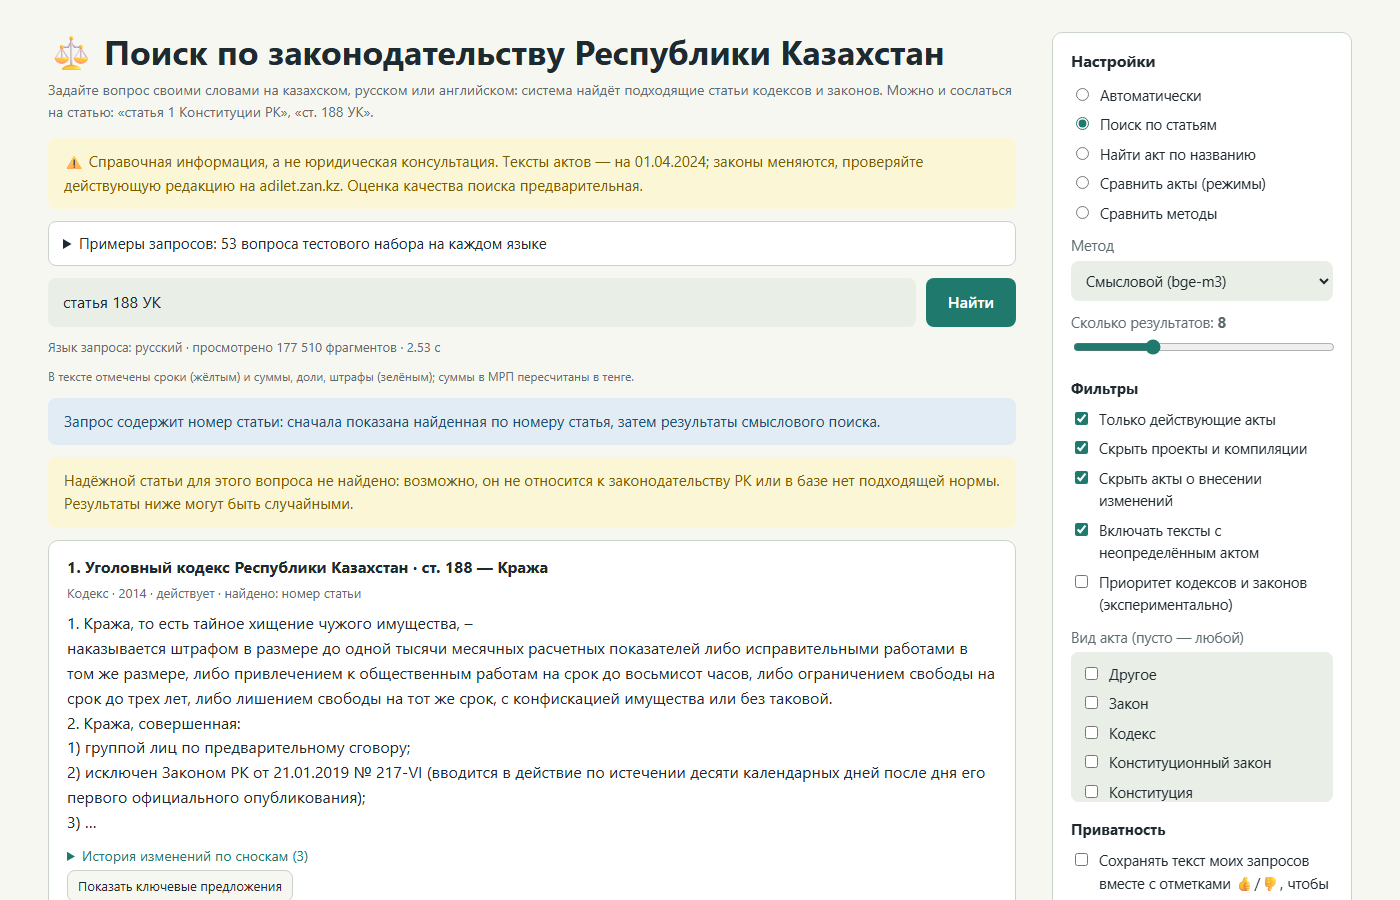 Поиск по законодательству Республики Казахстан
Задайте вопрос своими словами на казахском, русском или английском: система найдёт подходящие статьи кодексов и законов. Можно и сослаться
на статью: «статья 1 Конституции РК», «ст. 188 УК».
Справочная информация, а не юридическая консультация. Тексты актов — на 01.04.2024; законы меняются, проверяйте
действующую редакцию на adilet.zan.kz. Оценка качества поиска предварительная.
Примеры запросов: 53 вопроса тестового набора на каждом языке
статья 188 УК
Найти
Язык запроса: русский · просмотрено 177 510 фрагментов · 2.53 с
В тексте отмечены сроки (жёлтым) и суммы, доли, штрафы (зелёным); суммы в МРП пересчитаны в тенге.
Запрос содержит номер статьи: сначала показана найденная по номеру статья, затем результаты смыслового поиска.
Надёжной статьи для этого вопроса не найдено: возможно, он не относится к законодательству РК или в базе нет подходящей нормы.
Результаты ниже могут быть случайными.
1. Уголовный кодекс Республики Казахстан · ст. 188 — Кража
Кодекс · 2014 · действует · найдено: номер статьи
1. Кража, то есть тайное хищение чужого имущества, –
наказывается штрафом в размере до одной тысячи месячных расчетных показателей либо исправительными работами в
том же размере, либо привлечением к общественным работам на срок до восьмисот часов, либо ограничением свободы на
срок до трех лет, либо лишением свободы на тот же срок, с конфискацией имущества или без таковой.
2. Кража, совершенная:
1) группой лиц по предварительному сговору;
2) исключен Законом РК от 21.01.2019 № 217-VI (вводится в действие по истечении десяти календарных дней после дня его
первого официального опубликования);
3) ...
История изменений по сноскам (3)
Показать ключевые предложения
Настройки
Автоматически
Поиск по статьям
Найти акт по названию
Сравнить акты (режимы)
Сравнить методы
Метод
Смысловой (bge-m3)
Сколько результатов: 8
Фильтры
Только действующие акты
Скрыть проекты и компиляции
Скрыть акты о внесении
изменений
Включать тексты с
неопределённым актом
Приоритет кодексов и законов
(экспериментально)
Вид акта (пусто — любой)
Другое
Закон
Кодекс
Конституционный закон
Конституция
Приватность
Сохранять текст моих запросов
вместе с отметками 👍/👎, чтобы